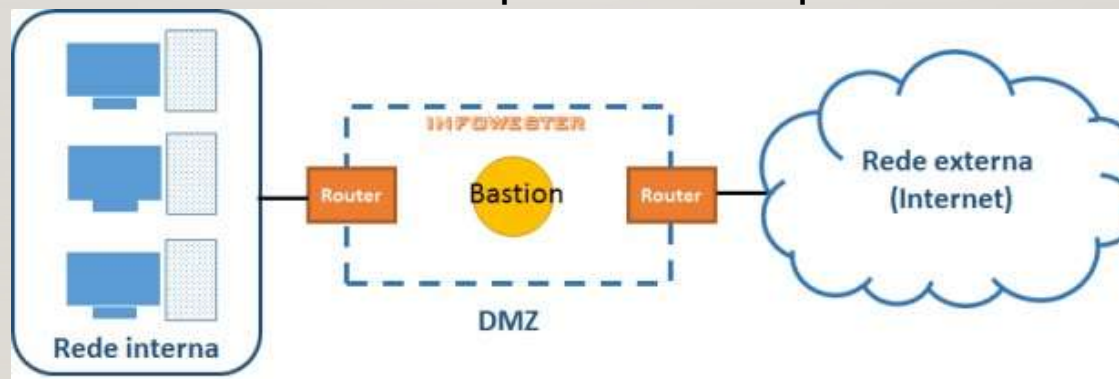 INFOWESTER
Router
Bastion
Router
Rede externa
(Internet)
DMZ
Rede interna